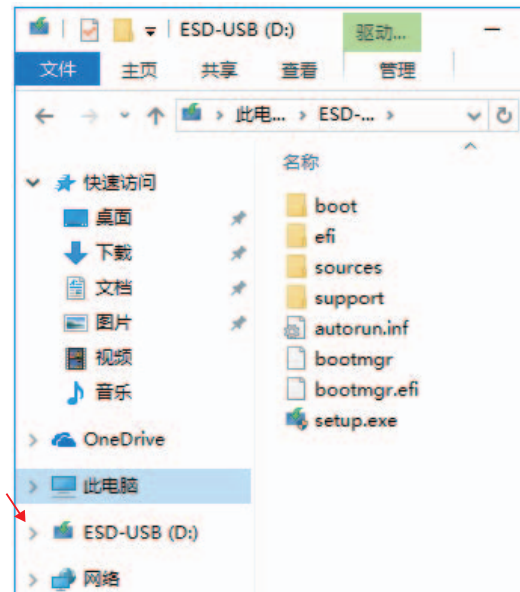 ESD-USB (D:) 驱动...
文件 主页 共享 查看 管理
此电... › ESD-... ›
快速访问
桌面
下载
文档
图片
视频
音乐
OneDrive
此电脑
ESD-USB (D:)
网络
名称
boot
efi
sources
support
autorun.inf
bootmgr
bootmgr.efi
setup.exe